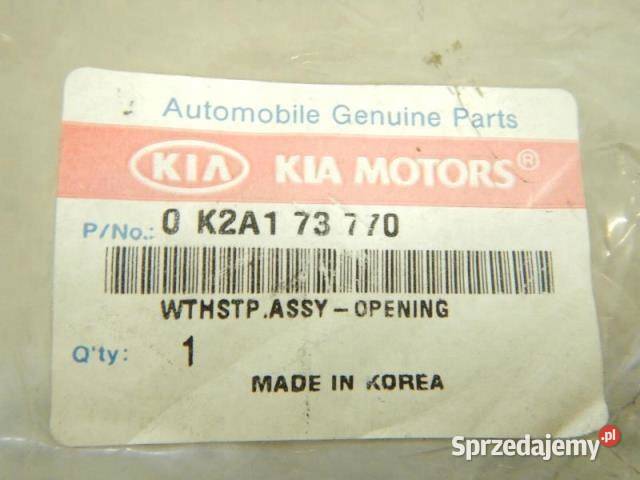 Automobile Genuine Parts
KIA KIA MOTORS®
P/No.: 0 K2A1 73 770
WTHSTP.ASSY-OPENING
Q'ty: 1
MADE IN KOREA
Sprzedajemy.pl